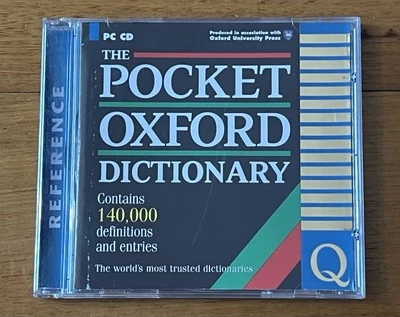 PC CD
Produced in association with
Oxford University Press
THE
POCKET
OXFORD
DICTIONARY
REFERENCE
Contains
140,000
definitions
and entries
The world's most trusted dictionaries
Q